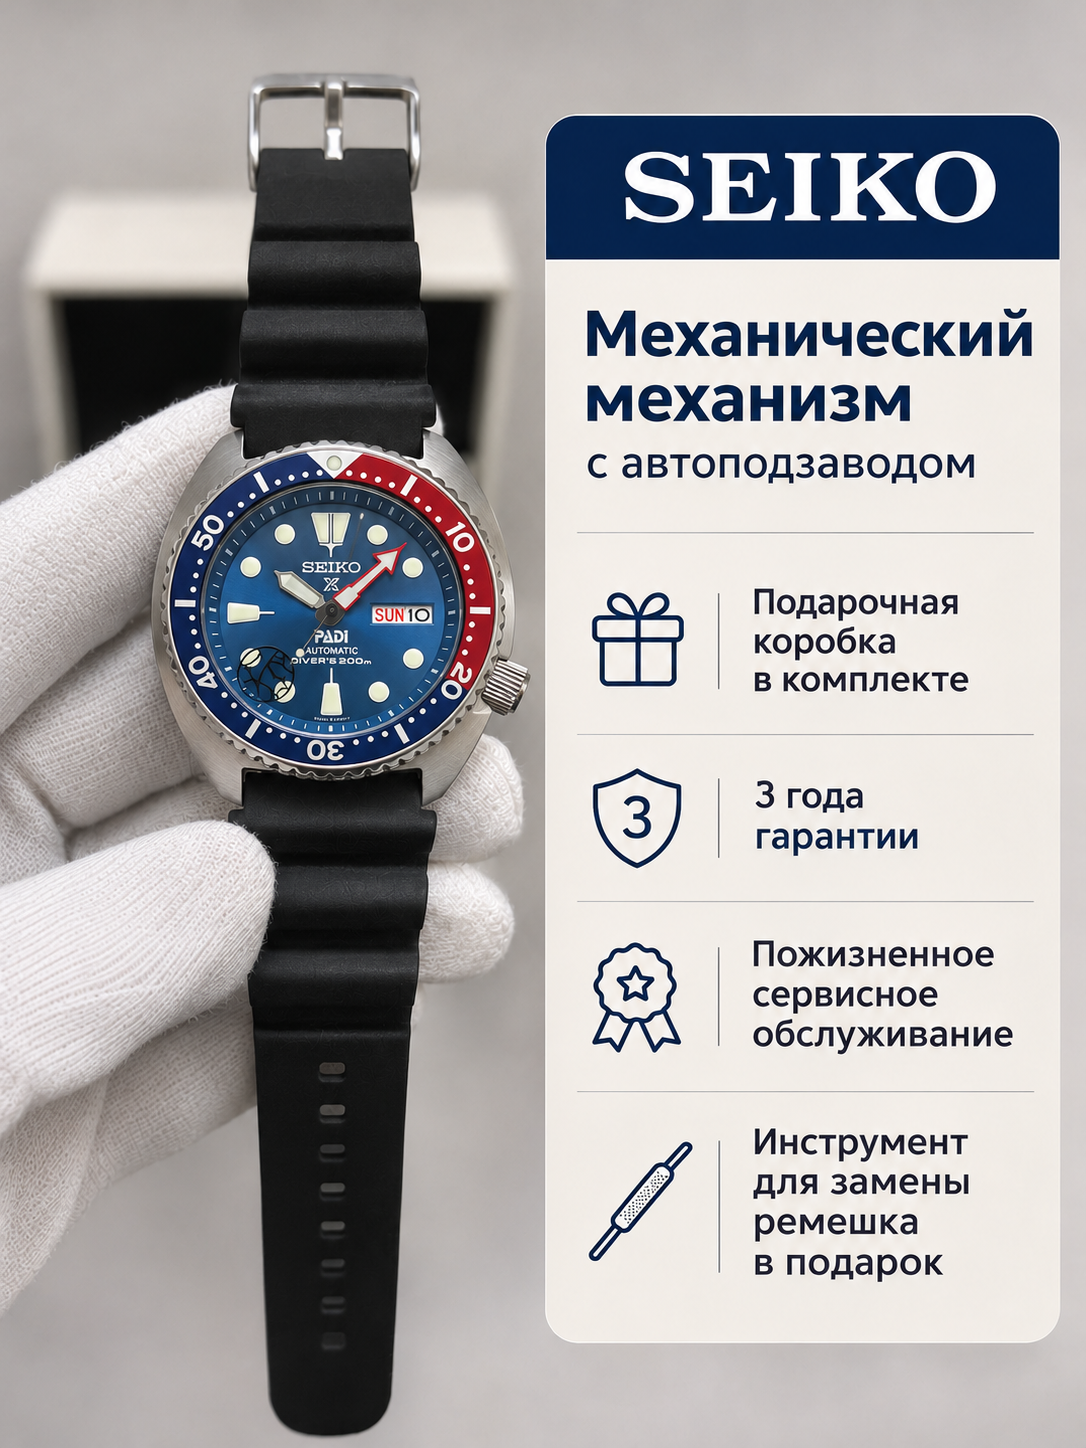 SEIKO
Механический
механизм
с автоподзаводом
Подарочная
коробка
в комплекте
3
3 года
гарантии
Пожизненное
сервисное
обслуживание
Инструмент
для замены
ремешка
в подарок
50
10
SEIKO
SUN 10
PADI
AUTOMATIC
DIVER'S 200m
40
20
30